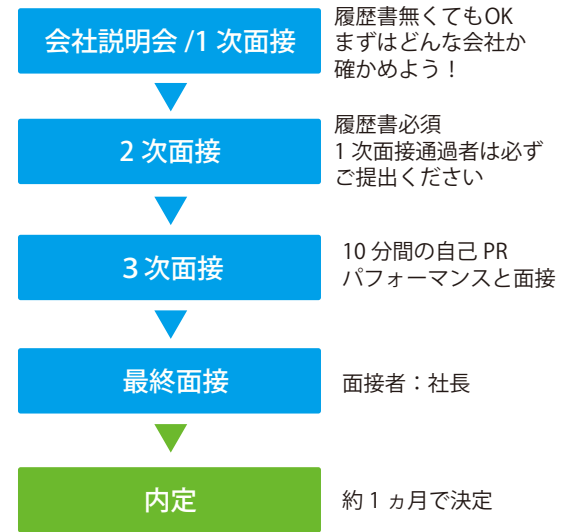 会社説明会 /1 次面接
履歴書無くてもOK
まずはどんな会社か
確かめよう！
2 次面接
履歴書必須
1 次面接通過者は必ず
ご提出ください
３次面接
10 分間の自己 PR
パフォーマンスと面接
最終面接
面接者：社長
内定
約 1 ヵ月で決定